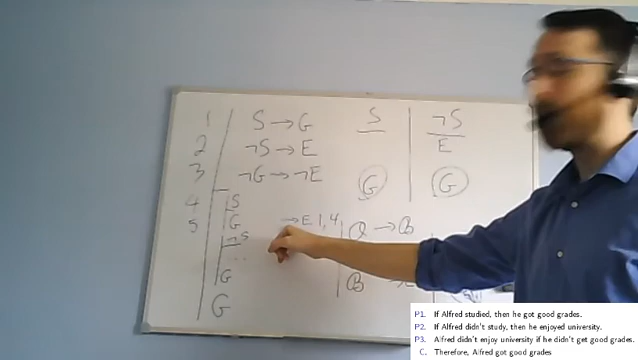 1 S → G
2 ¬S → E
3 ¬G → ¬E
4 S
5 G → E 1, 4
¬S
...
G
G
S
G
¬S
E
G
→ B
B
P1. If Alfred studied, then he got good grades.
P2. If Alfred didn't study, then he enjoyed university.
P3. Alfred didn't enjoy university if he didn't get good grades.
C. Therefore, Alfred got good grades